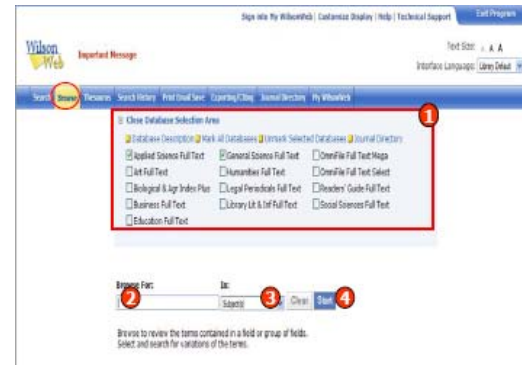 Sign into My WilsonWeb | Customize Display | Help | Technical Support Exit Program
Wilson Web Important Message
Text Size: A A A
Interface Language: Library Default
Search Browse Thesaurus Search History Print Email Save Exporting/Citing Journal Directory My WilsonWeb
Close Database Selection Area 1
Database Description Mark All Databases Unmark Selected Databases Journal Directory
Applied Science Full Text General Science Full Text OmniFile Full Text Mega
Art Full Text Humanities Full Text OmniFile Full Text Select
Biological & Agr Index Plus Legal Periodicals Full Text Readers' Guide Full Text
Business Full Text Library Lit & Inf Full Text Social Sciences Full Text
Education Full Text
Browse For: In:
2 Subject(s) 3 Clear Start 4
Browse to review the terms contained in a field or group of fields.
Select and search for variations of the terms.